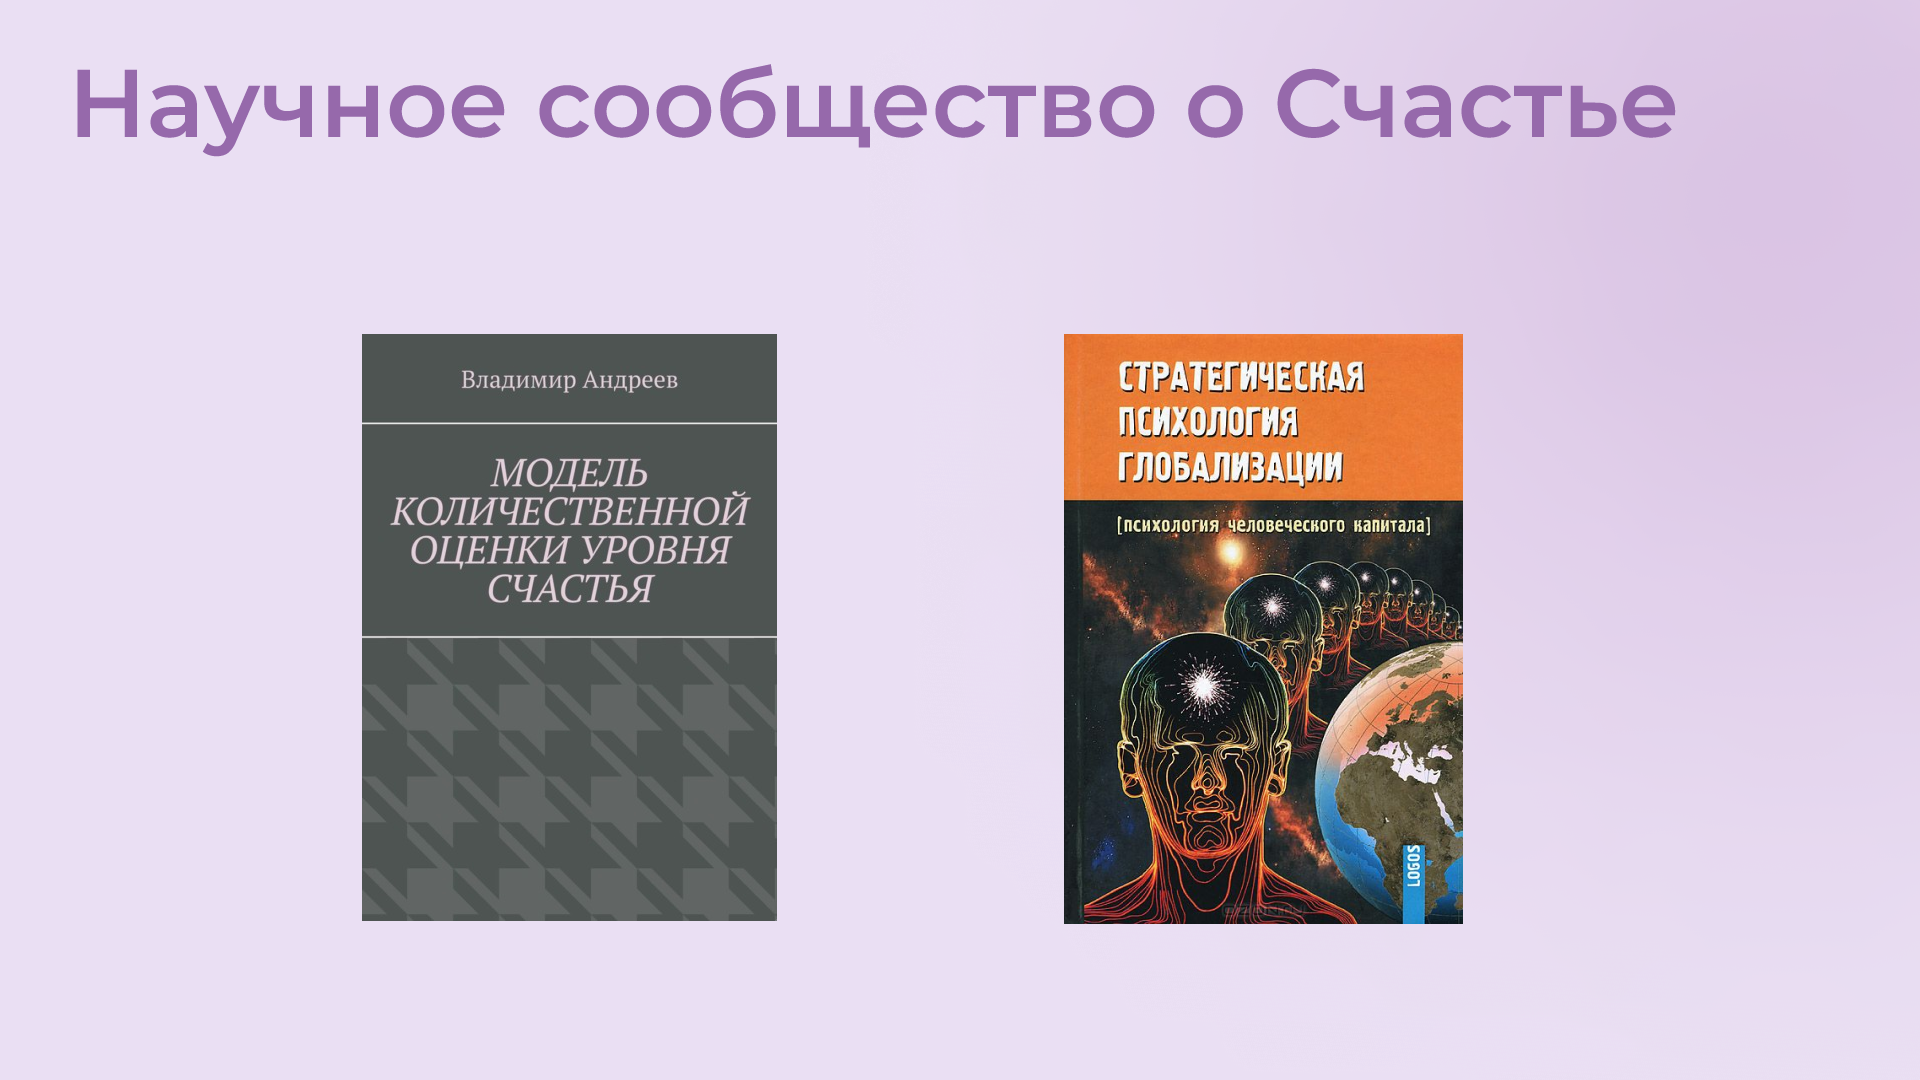 Научное сообщество о Счастье
Владимир Андреев
МОДЕЛЬ
КОЛИЧЕСТВЕННОЙ
ОЦЕНКИ УРОВНЯ
СЧАСТЬЯ
СТРАТЕГИЧЕСКАЯ
ПСИХОЛОГИЯ
ГЛОБАЛИЗАЦИИ
[психология человеческого капитала]
LOGOS